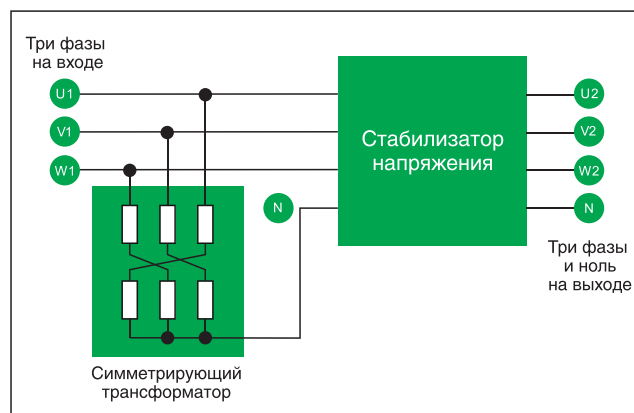 Три фазы
на входе
U1
V1
W1
N
Стабилизатор
напряжения
U2
V2
W2
N
Три фазы
и ноль
на выходе
Симметрирующий
трансформатор